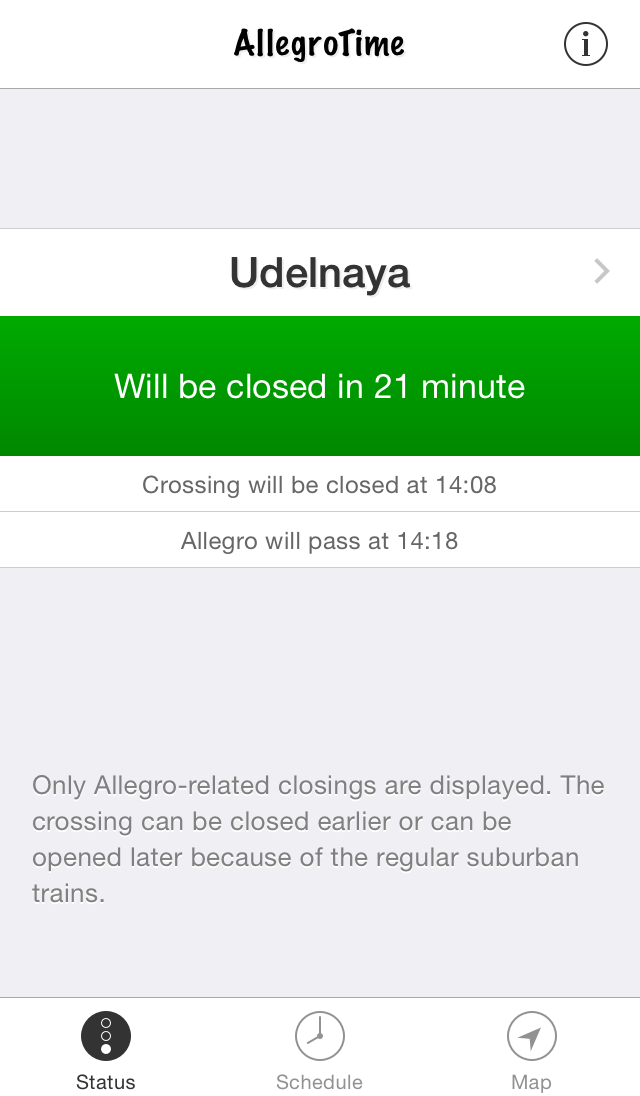 AllegroTime
i
Udelnaya
Will be closed in 21 minute
Crossing will be closed at 14:08
Allegro will pass at 14:18
Only Allegro-related closings are displayed. The
crossing can be closed earlier or can be
opened later because of the regular suburban
trains.
Status
Schedule
Map